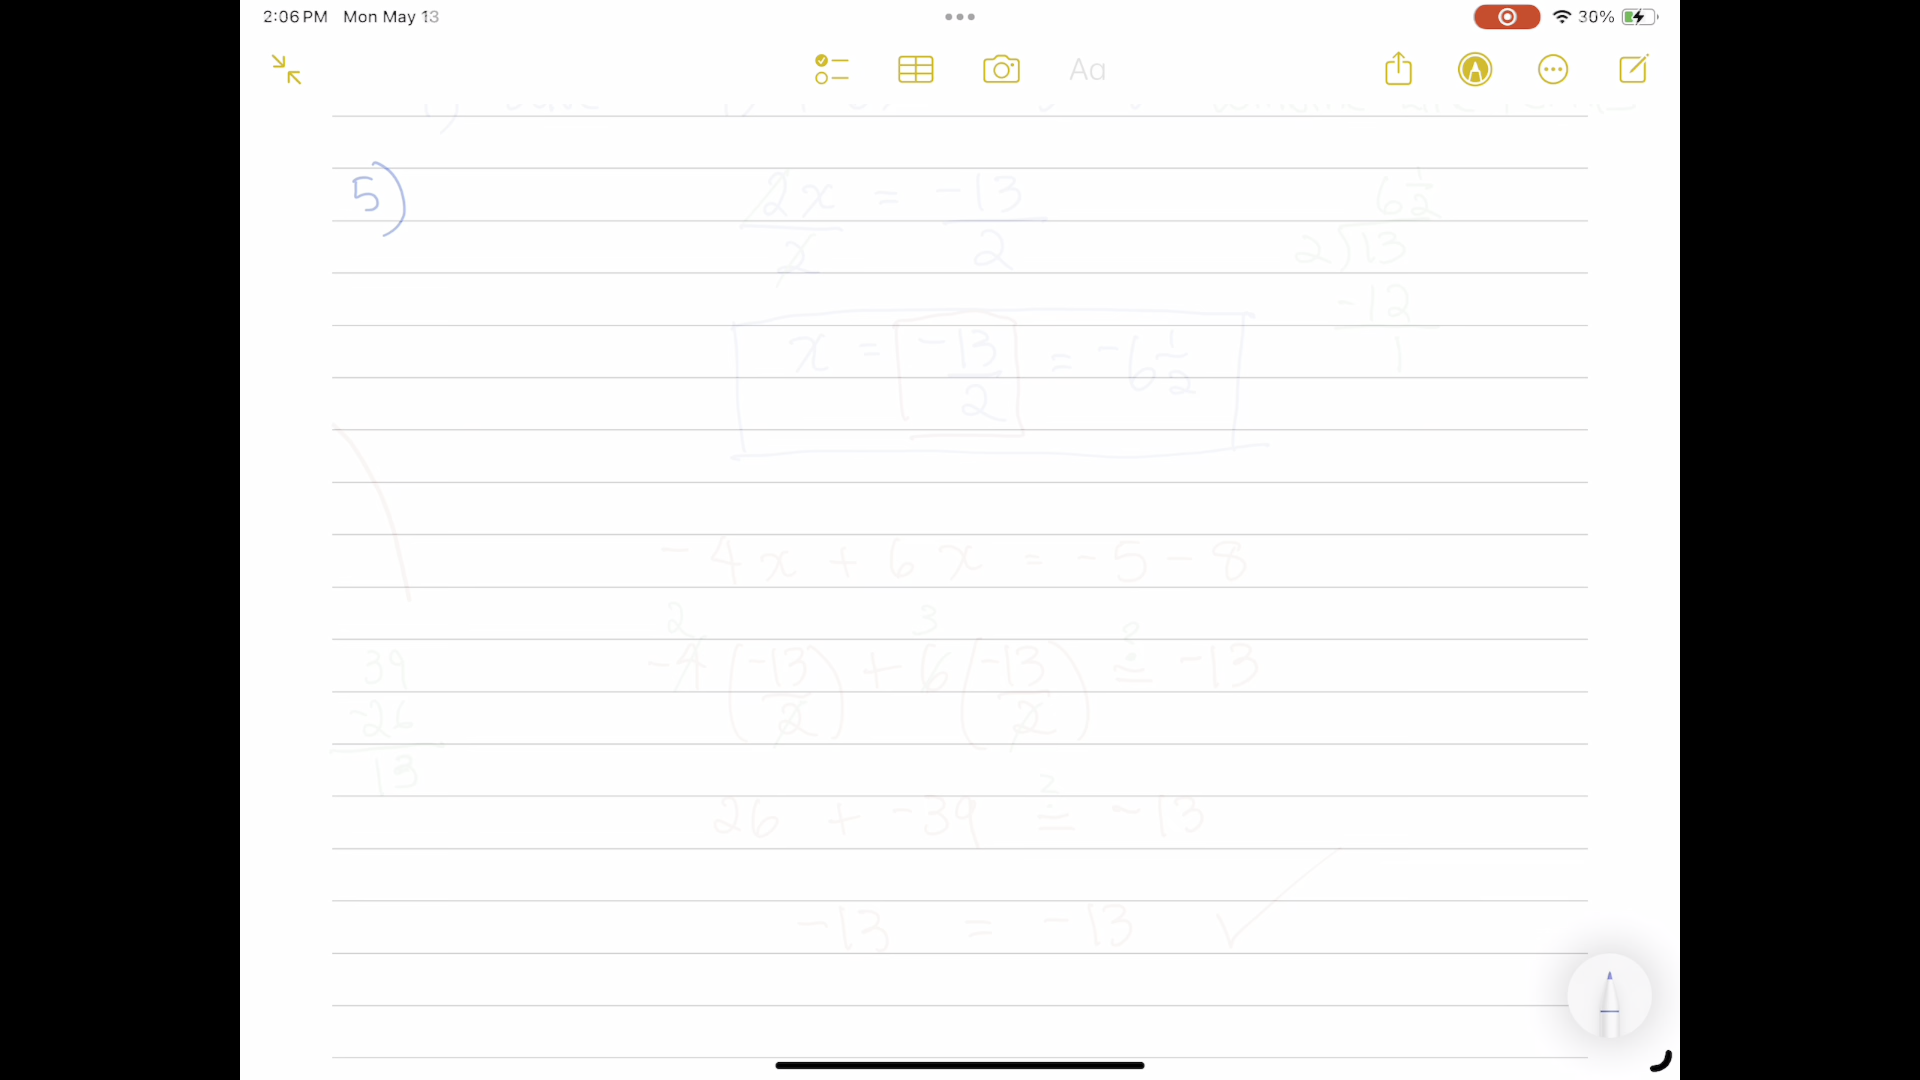 2:06 PM Mon May 13
30%
Aa
5)
2x = -13
2 2
6 1/2
2)13
-12
1
x = -13/2 = -6 1/2
-4x + 6x = -5 - 8
2 3 ?
-4(-13/2) + 6(-13/2) = -13
39
-26
13
?
26 + -39 = -13
-13 = -13 ✓